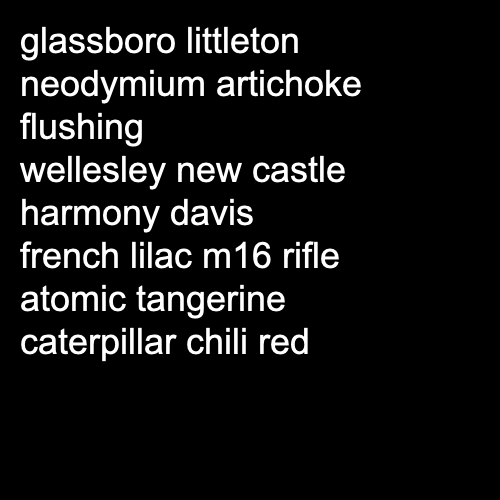 glassboro littleton
neodymium artichoke
flushing
wellesley new castle
harmony davis
french lilac m16 rifle
atomic tangerine
caterpillar chili red